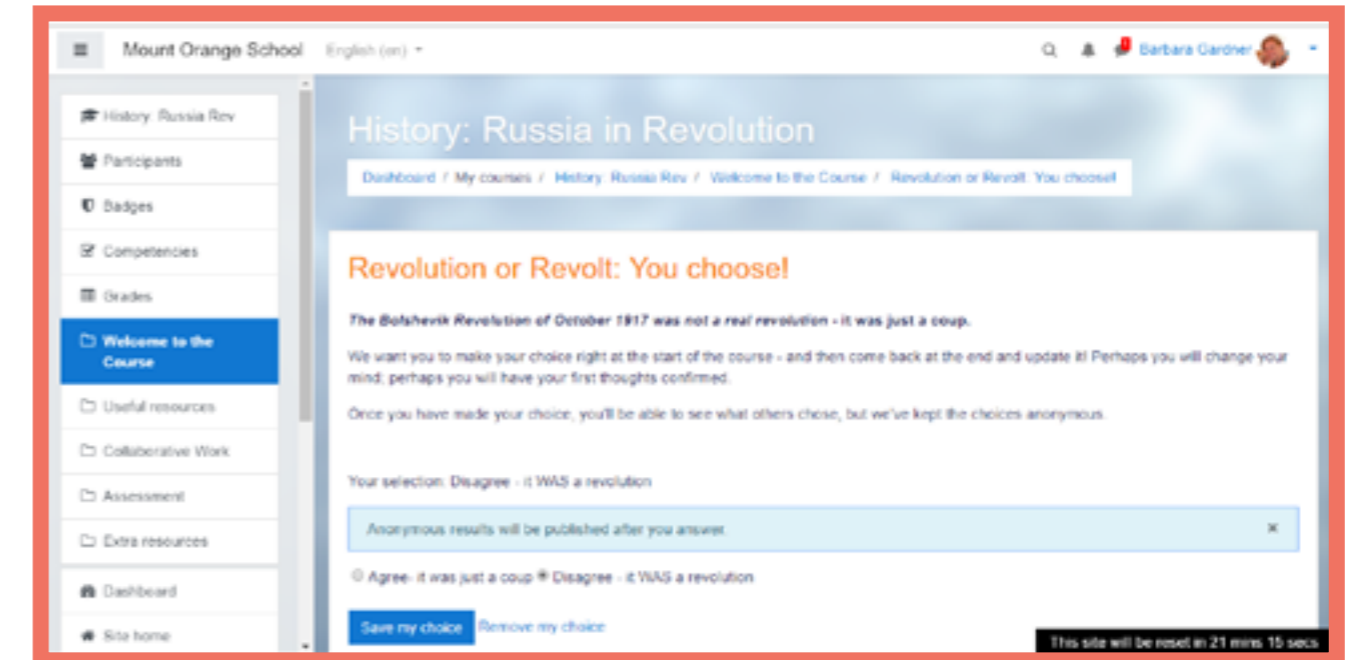 Mount Orange School English (en)
Barbara Gardner
History: Russia Rev
Participants
Badges
Competencies
Grades
Welcome to the
Course
Useful resources
Collaborative Work
Assessment
Extra resources
Dashboard
Site home
History: Russia in Revolution
Dashboard / My courses / History: Russia Rev / Welcome to the Course / Revolution or Revolt: You choose!
Revolution or Revolt: You choose!
The Bolshevik Revolution of October 1917 was not a real revolution - it was just a coup.
We want you to make your choice right at the start of the course - and then come back at the end and update it! Perhaps you will change your
mind; perhaps you will have your first thoughts confirmed.
Once you have made your choice, you'll be able to see what others chose, but we've kept the choices anonymous.
Your selection: Disagree - it WAS a revolution
Anonymous results will be published after you answer.
Agree- it was just a coup Disagree - it WAS a revolution
Save my choice Remove my choice
This site will be reset in 21 mins 15 secs